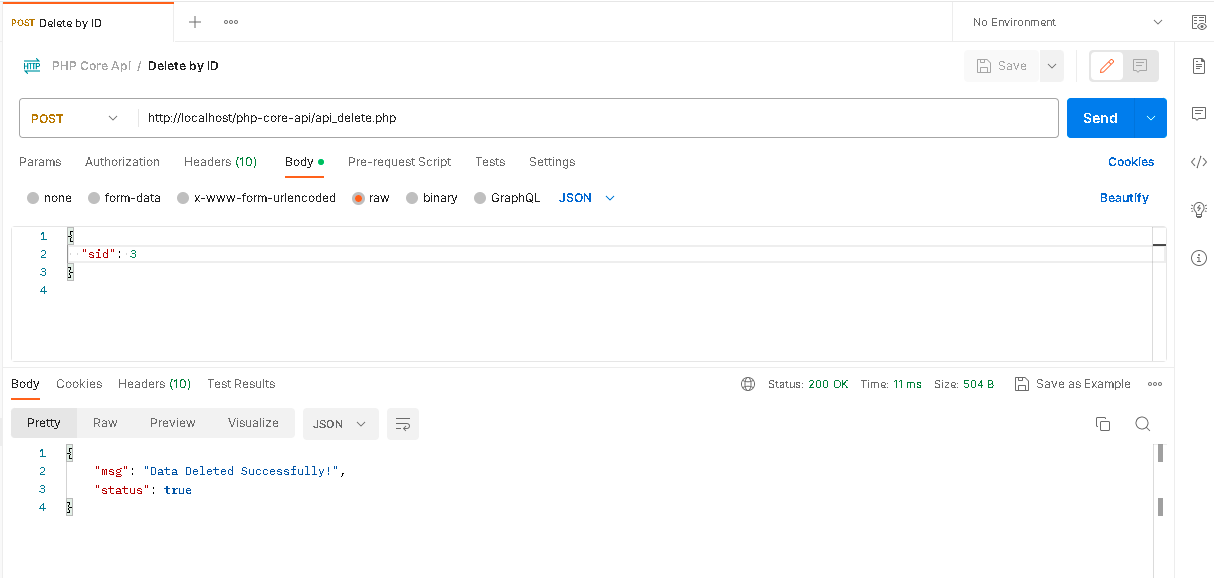 POST Delete by ID
No Environment
HTTP PHP Core Api / Delete by ID
Save
POST http://localhost/php-core-api/api_delete.php
Send
Params Authorization Headers (10) Body Pre-request Script Tests Settings Cookies
none form-data x-www-form-urlencoded raw binary GraphQL JSON Beautify
1 {
2 "sid": 3
3 }
4
Body Cookies Headers (10) Test Results Status: 200 OK Time: 11 ms Size: 504 B Save as Example
Pretty Raw Preview Visualize JSON
1 {
2 "msg": "Data Deleted Successfully!",
3 "status": true
4 }